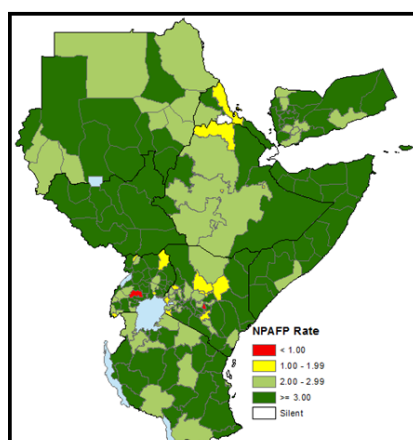 NPAFP Rate
< 1.00
1.00 - 1.99
2.00 - 2.99
>= 3.00
Silent